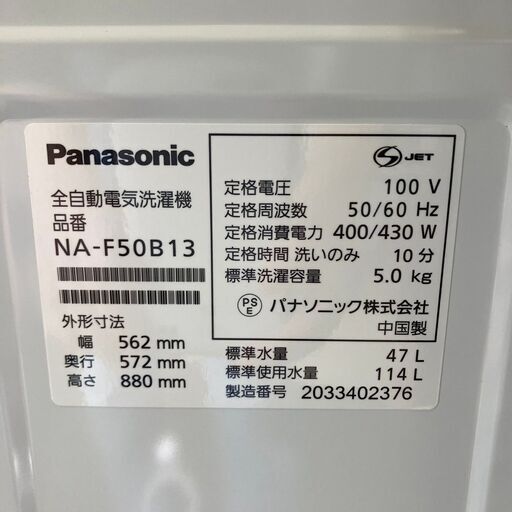 Panasonic
全自動電気洗濯機
品番
NA-F50B13
外形寸法
幅 562 mm
奥行 572 mm
高さ 880 mm
S JET
定格電圧 100 V
定格周波数 50/60 Hz
定格消費電力 400/430 W
定格時間 洗いのみ 10分
標準洗濯容量 5.0 kg
PS E パナソニック株式会社
中国製
標準水量 47 L
標準使用水量 114 L
製造番号 2033402376